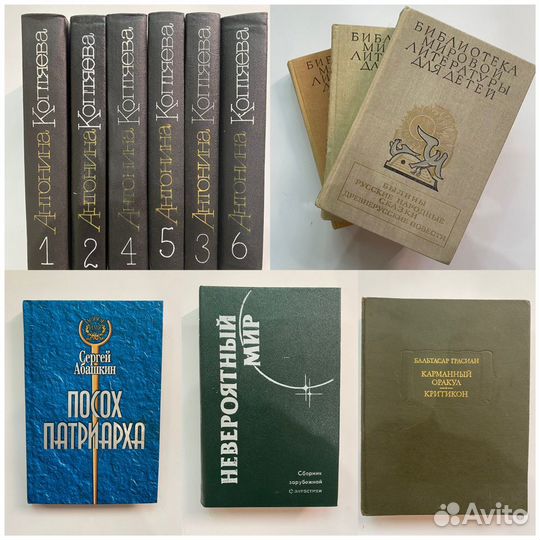 Антонина Коптяева
1
Антонина Коптяева
2
Антонина Коптяева
4
Антонина Коптяева
5
Антонина Коптяева
3
Антонина Коптяева
6
БИБЛИОТЕКА
МИРОВОЙ
ЛИТЕРАТУРЫ
ДЛЯ ДЕТЕЙ
БЫЛИНЫ
РУССКИЕ НАРОДНЫЕ
СКАЗКИ
ДРЕВНЕРУССКИЕ ПОВЕСТИ
Сергей
Абашкин
ПОСОХ
ПАТРИАРХА
НЕВЕРОЯТНЫЙ
МИР
Сборник
зарубежной
фантастики
БАЛЬТАСАР ГРАСИАН
КАРМАННЫЙ
ОРАКУЛ
КРИТИКОН
Avito